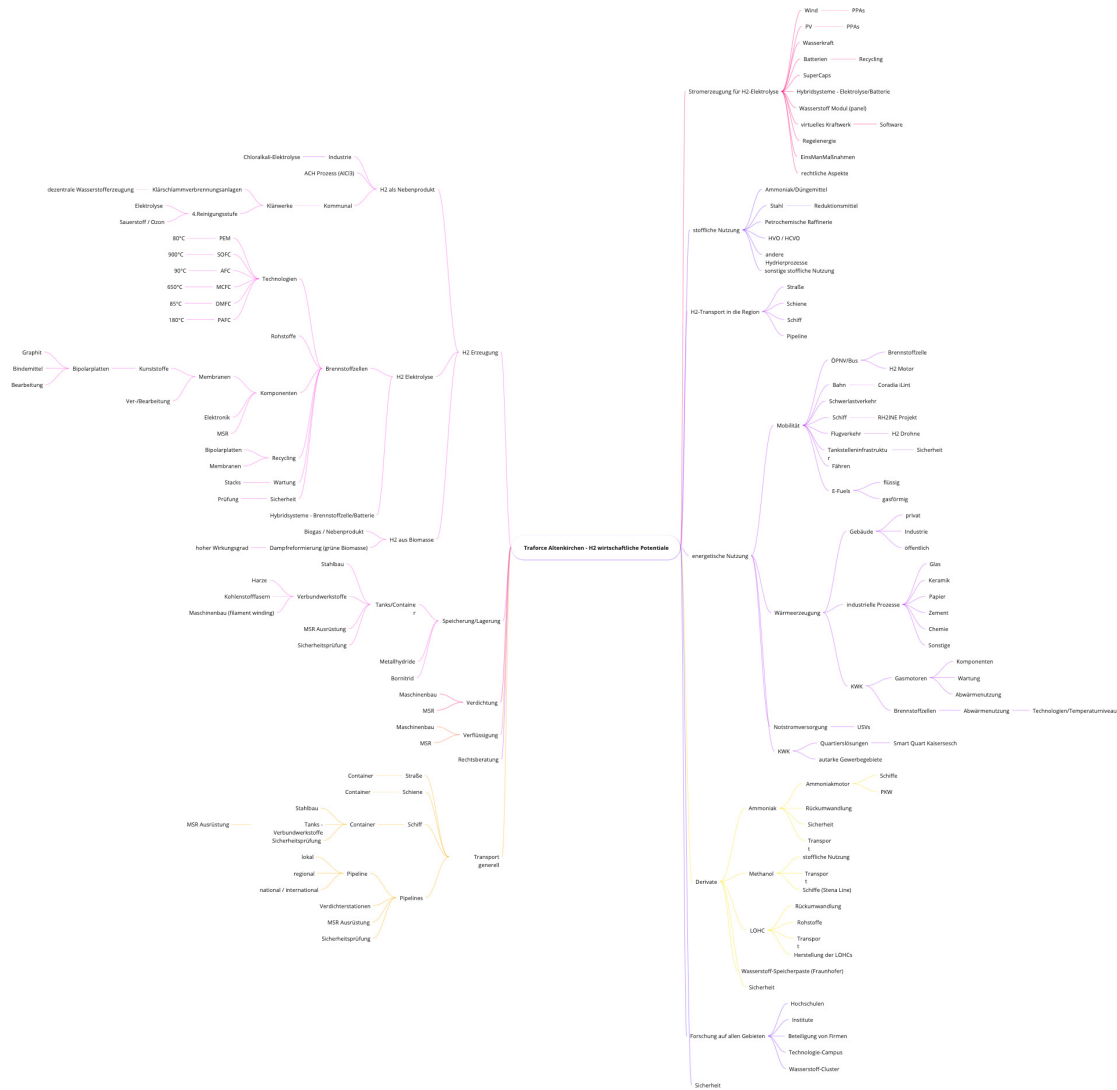 Traforce Altenkirchen - H2 wirtschaftliche Potentiale
Stromerzeugung für H2-Elektrolyse
Wind
PPAs
PV
PPAs
Wasserkraft
Batterien
Recycling
SuperCaps
Hybridsysteme - Elektrolyse/Batterie
Wasserstoff Modul (panel)
virtuelles Kraftwerk
Software
Regelenergie
EinsManMaßnahmen
rechtliche Aspekte
stoffliche Nutzung
Ammoniak/Düngemittel
Stahl
Reduktionsmittel
Petrochemische Raffinerie
HVO / HCVO
andere
Hydrierprozesse
sonstige stoffliche Nutzung
H2-Transport in die Region
Straße
Schiene
Schiff
Pipeline
energetische Nutzung
Mobilität
ÖPNV/Bus
Brennstoffzelle
H2 Motor
Bahn
Coradia iLint
Schwerlastverkehr
Schiff
RH2INE Projekt
Flugverkehr
H2 Drohne
Tankstelleninfrastruktu
r
Sicherheit
Fähren
E-Fuels
flüssig
gasförmig
Wärmeerzeugung
Gebäude
privat
Industrie
öffentlich
industrielle Prozesse
Glas
Keramik
Papier
Zement
Chemie
Sonstige
KWK
Gasmotoren
Komponenten
Wartung
Abwärmenutzung
Brennstoffzellen
Abwärmenutzung
Technologien/Temperaturniveau
Notstromversorgung
USVs
KWK
Quartierslösungen
Smart Quart Kaisersesch
autarke Gewerbegebiete
Derivate
Ammoniak
Ammoniakmotor
Schiffe
PKW
Rückumwandlung
Sicherheit
Transpor
t
Methanol
stoffliche Nutzung
Transpor
t
Schiffe (Stena Line)
LOHC
Rückumwandlung
Rohstoffe
Transpor
t
Herstellung der LOHCs
Wasserstoff-Speicherpaste (Fraunhofer)
Sicherheit
Forschung auf allen Gebieten
Hochschulen
Institute
Beteiligung von Firmen
Technologie-Campus
Wasserstoff-Cluster
Sicherheit
H2 Erzeugung
H2 als Nebenprodukt
Industrie
Chloralkali-Elektrolyse
ACH Prozess (AlCl3)
Kommunal
Klärwerke
Klärschlammverbrennungsanlagen
dezentrale Wasserstofferzeugung
4.Reinigungsstufe
Elektrolyse
Sauerstoff / Ozon
H2 Elektrolyse
Brennstoffzellen
Technologien
PEM
80°C
SOFC
900°C
AFC
90°C
MCFC
650°C
DMFC
85°C
PAFC
180°C
Rohstoffe
Komponenten
Membranen
Kunststoffe
Bipolarplatten
Graphit
Bindemittel
Bearbeitung
Ver-/Bearbeitung
Elektronik
MSR
Recycling
Bipolarplatten
Membranen
Wartung
Stacks
Sicherheit
Prüfung
Hybridsysteme - Brennstoffzelle/Batterie
H2 aus Biomasse
Biogas / Nebenprodukt
Dampfreformierung (grüne Biomasse)
hoher Wirkungsgrad
Speicherung/Lagerung
Tanks/Containe
r
Stahlbau
Verbundwerkstoffe
Harze
Kohlenstofffasern
Maschinenbau (filament winding)
MSR Ausrüstung
Sicherheitsprüfung
Metallhydride
Bornitrid
Verdichtung
Maschinenbau
MSR
Verflüssigung
Maschinenbau
MSR
Rechtsberatung
Transport
generell
Straße
Container
Schiene
Container
Schiff
Container
Stahlbau
Tanks -
Verbundwerkstoffe
MSR Ausrüstung
Sicherheitsprüfung
Pipelines
Pipeline
lokal
regional
national / international
Verdichterstationen
MSR Ausrüstung
Sicherheitsprüfung